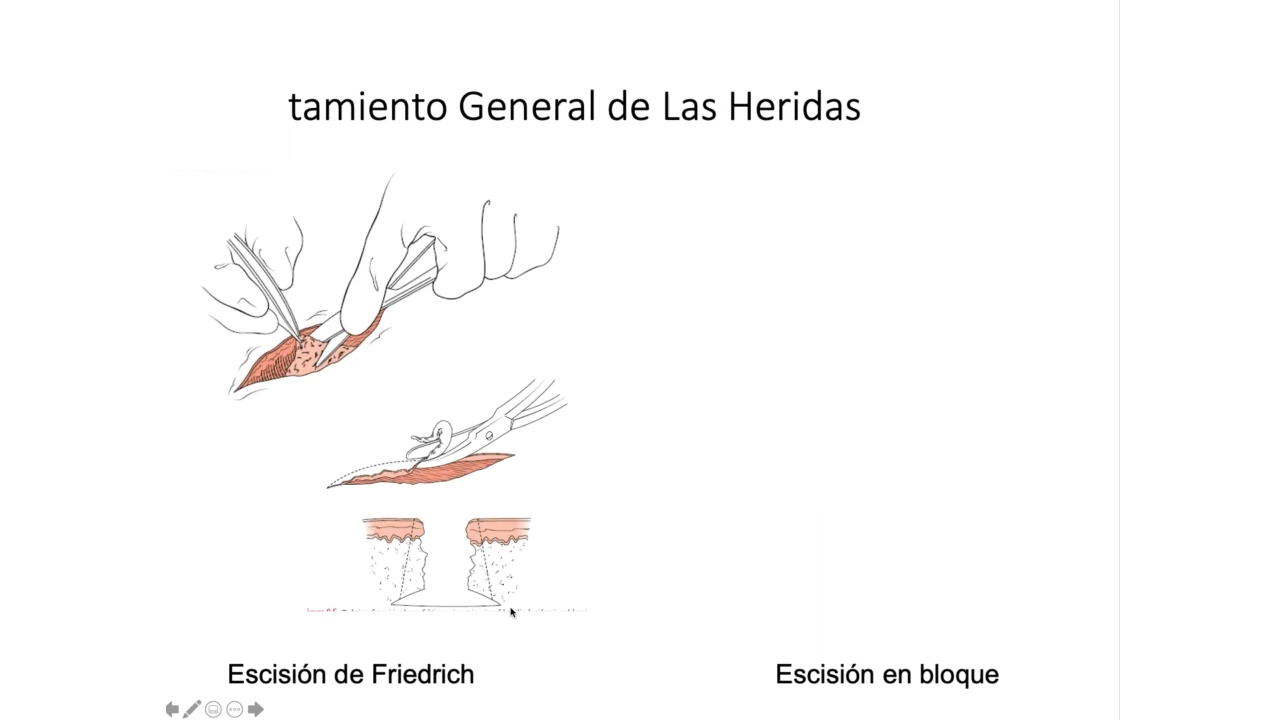 tamiento General de Las Heridas
Escisión de Friedrich
Escisión en bloque